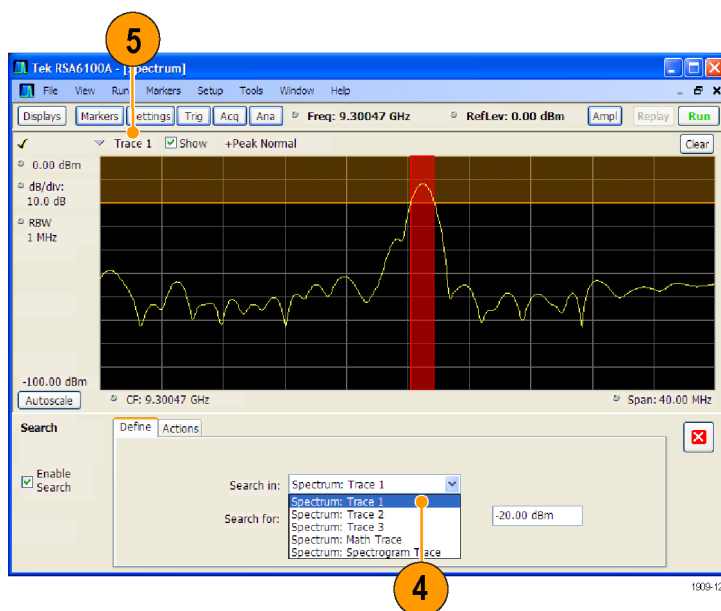 5
Tek RSA6100A - [Spectrum]
File View Run Markers Setup Tools Window Help
Displays Markers Settings Trig Acq Ana Freq: 9.30047 GHz RefLev: 0.00 dBm Ampl Replay Run
Trace 1 Show +Peak Normal Clear
0.00 dBm
dB/div:
10.0 dB
RBW
1 MHz
-100.00 dBm
Autoscale CF: 9.30047 GHz Span: 40.00 MHz
Search Define Actions
Enable
Search
Search in: Spectrum: Trace 1
Spectrum: Trace 1
Spectrum: Trace 2
Search for: -20.00 dBm
Spectrum: Trace 3
Spectrum: Math Trace
Spectrum: Spectrogram Trace
4
1909-12